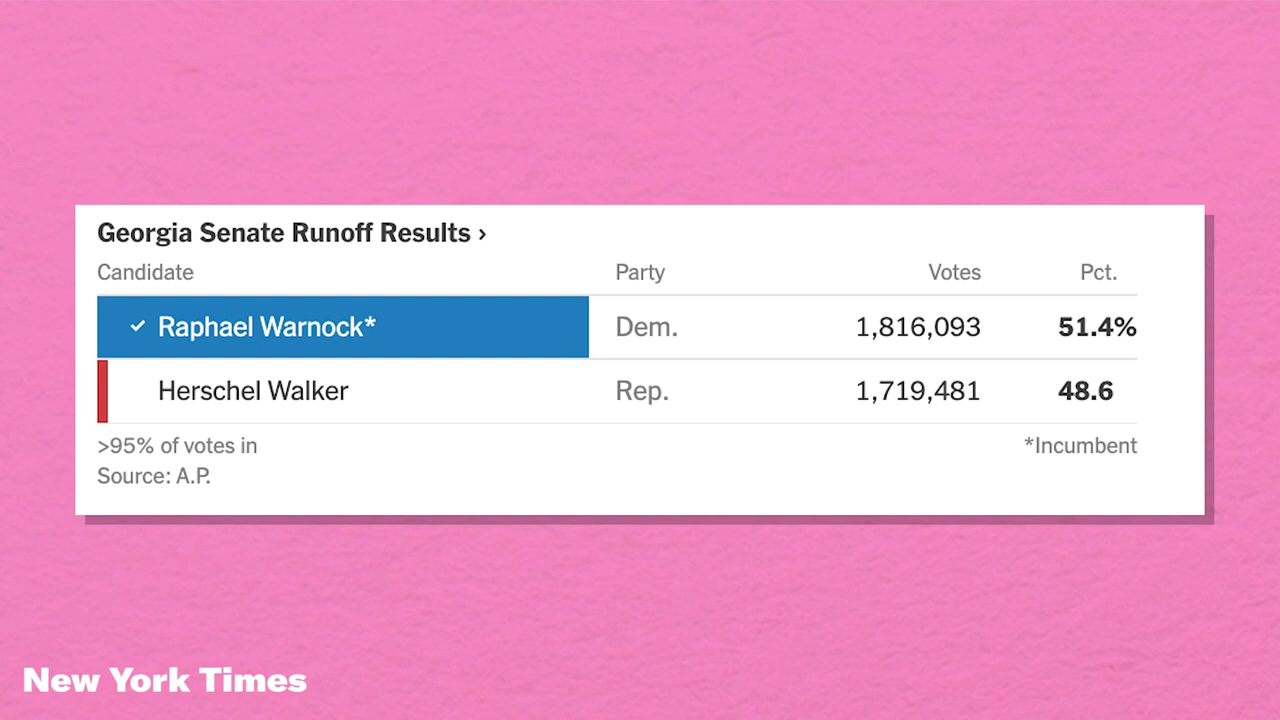 Georgia Senate Runoff Results ›
Candidate Party Votes Pct.
✓ Raphael Warnock* Dem. 1,816,093 51.4%
Herschel Walker Rep. 1,719,481 48.6
>95% of votes in *Incumbent
Source: A.P.
New York Times